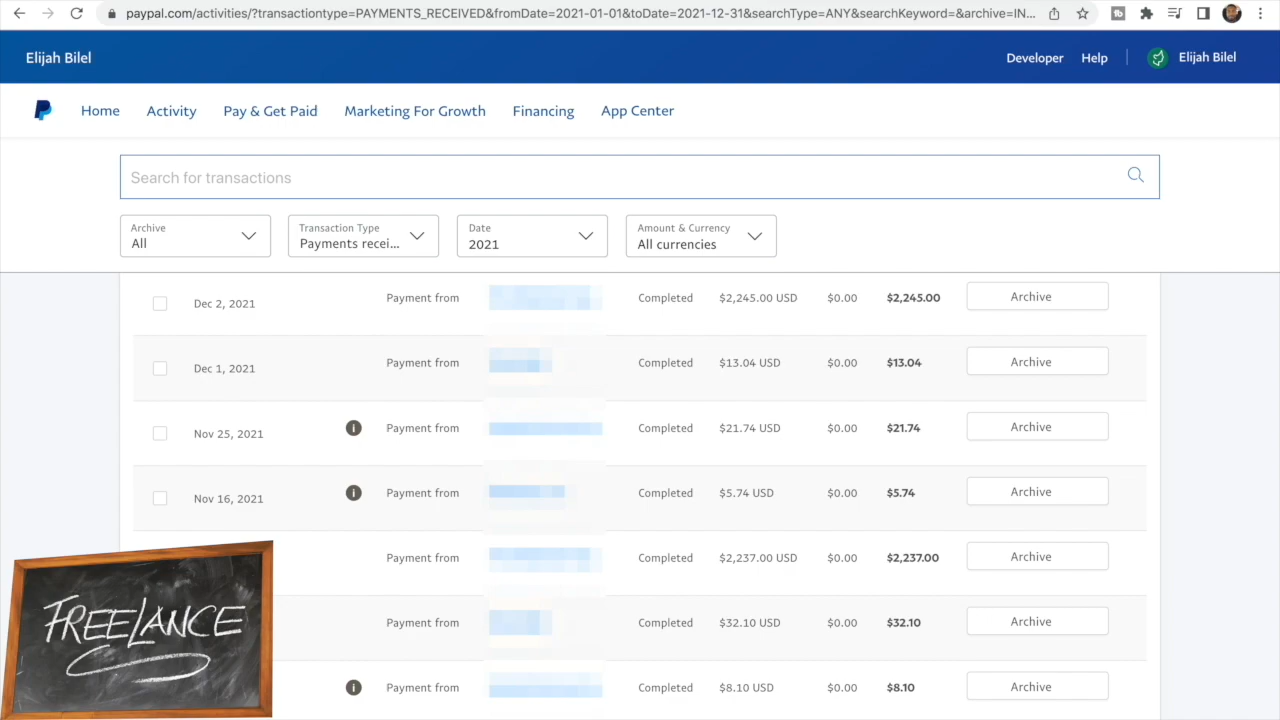 paypal.com/activities/?transactiontype=PAYMENTS_RECEIVED&fromDate=2021-01-01&toDate=2021-12-31&searchType=ANY&searchKeyword=&archive=IN...
Elijah Bilel
Developer Help Elijah Bilel
Home Activity Pay & Get Paid Marketing For Growth Financing App Center
Search for transactions
Archive Transaction Type Date Amount & Currency
All Payments recei... 2021 All currencies
Dec 2, 2021 Payment from Completed $2,245.00 USD $0.00 $2,245.00 Archive
Dec 1, 2021 Payment from Completed $13.04 USD $0.00 $13.04 Archive
Nov 25, 2021 i Payment from Completed $21.74 USD $0.00 $21.74 Archive
Nov 16, 2021 i Payment from Completed $5.74 USD $0.00 $5.74 Archive
Payment from Completed $2,237.00 USD $0.00 $2,237.00 Archive
Payment from Completed $32.10 USD $0.00 $32.10 Archive
i Payment from Completed $8.10 USD $0.00 $8.10 Archive
FREELANCE